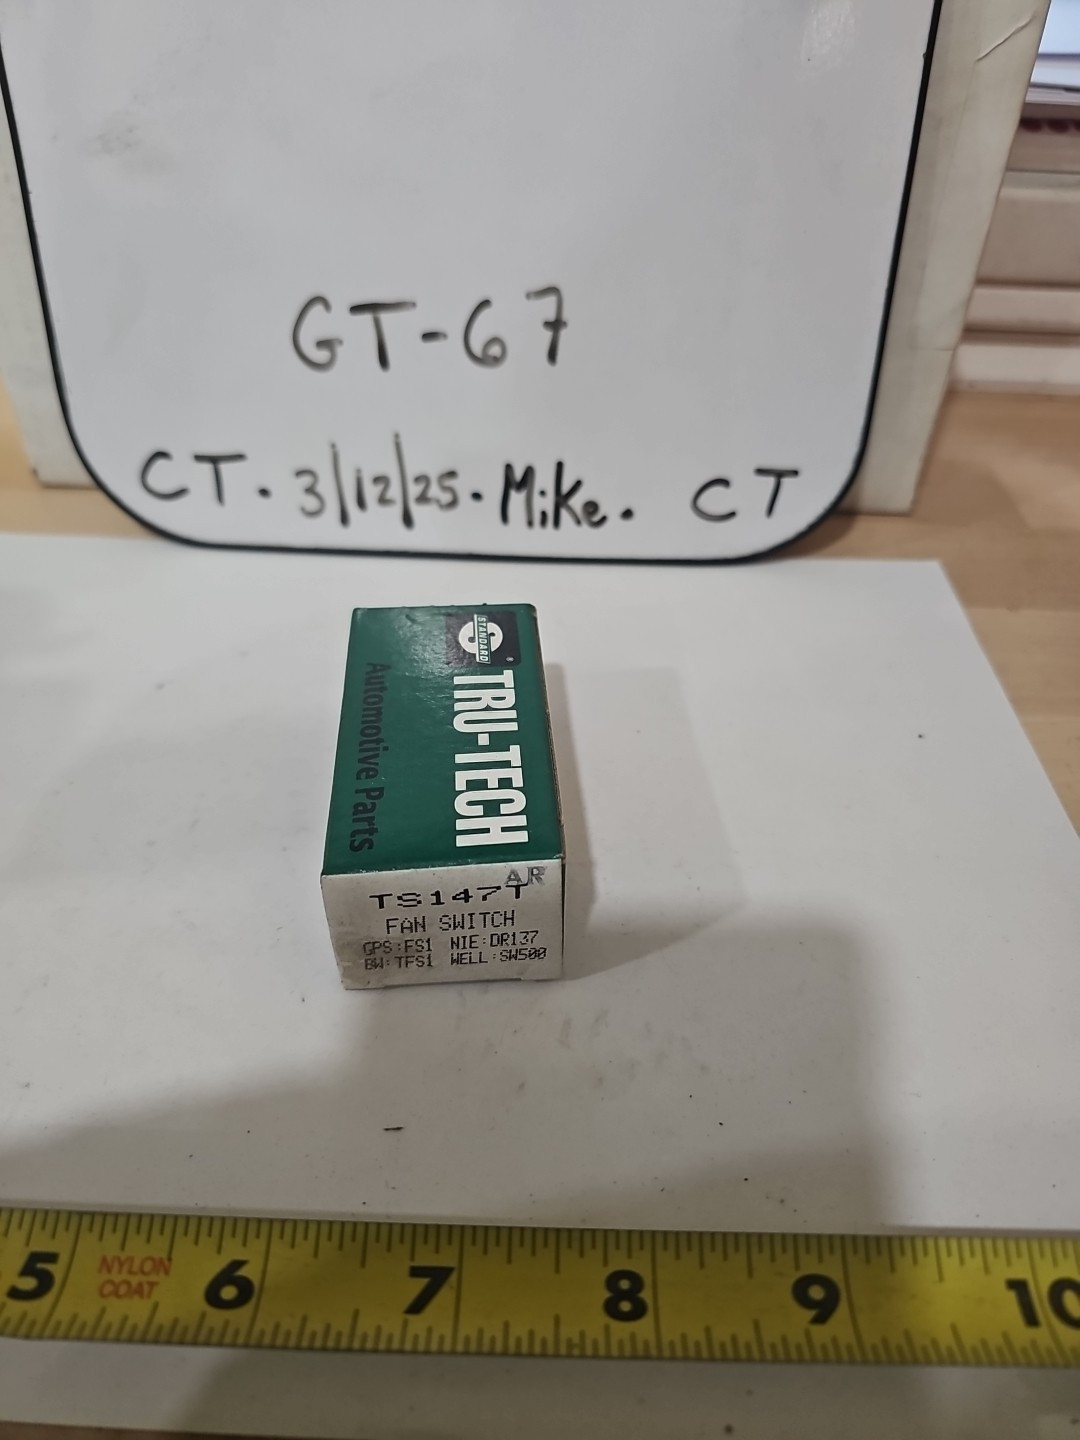 GT-67
CT. 3/12/25. Mike. CT
STANDARD
TRU-TECH
Automotive Parts
AR
TS147T
FAN SWITCH
GPS:FS1 NIE:DR137
BW:TFS1 WELL:SW500
5 NYLON COAT 6 7 8 9 10